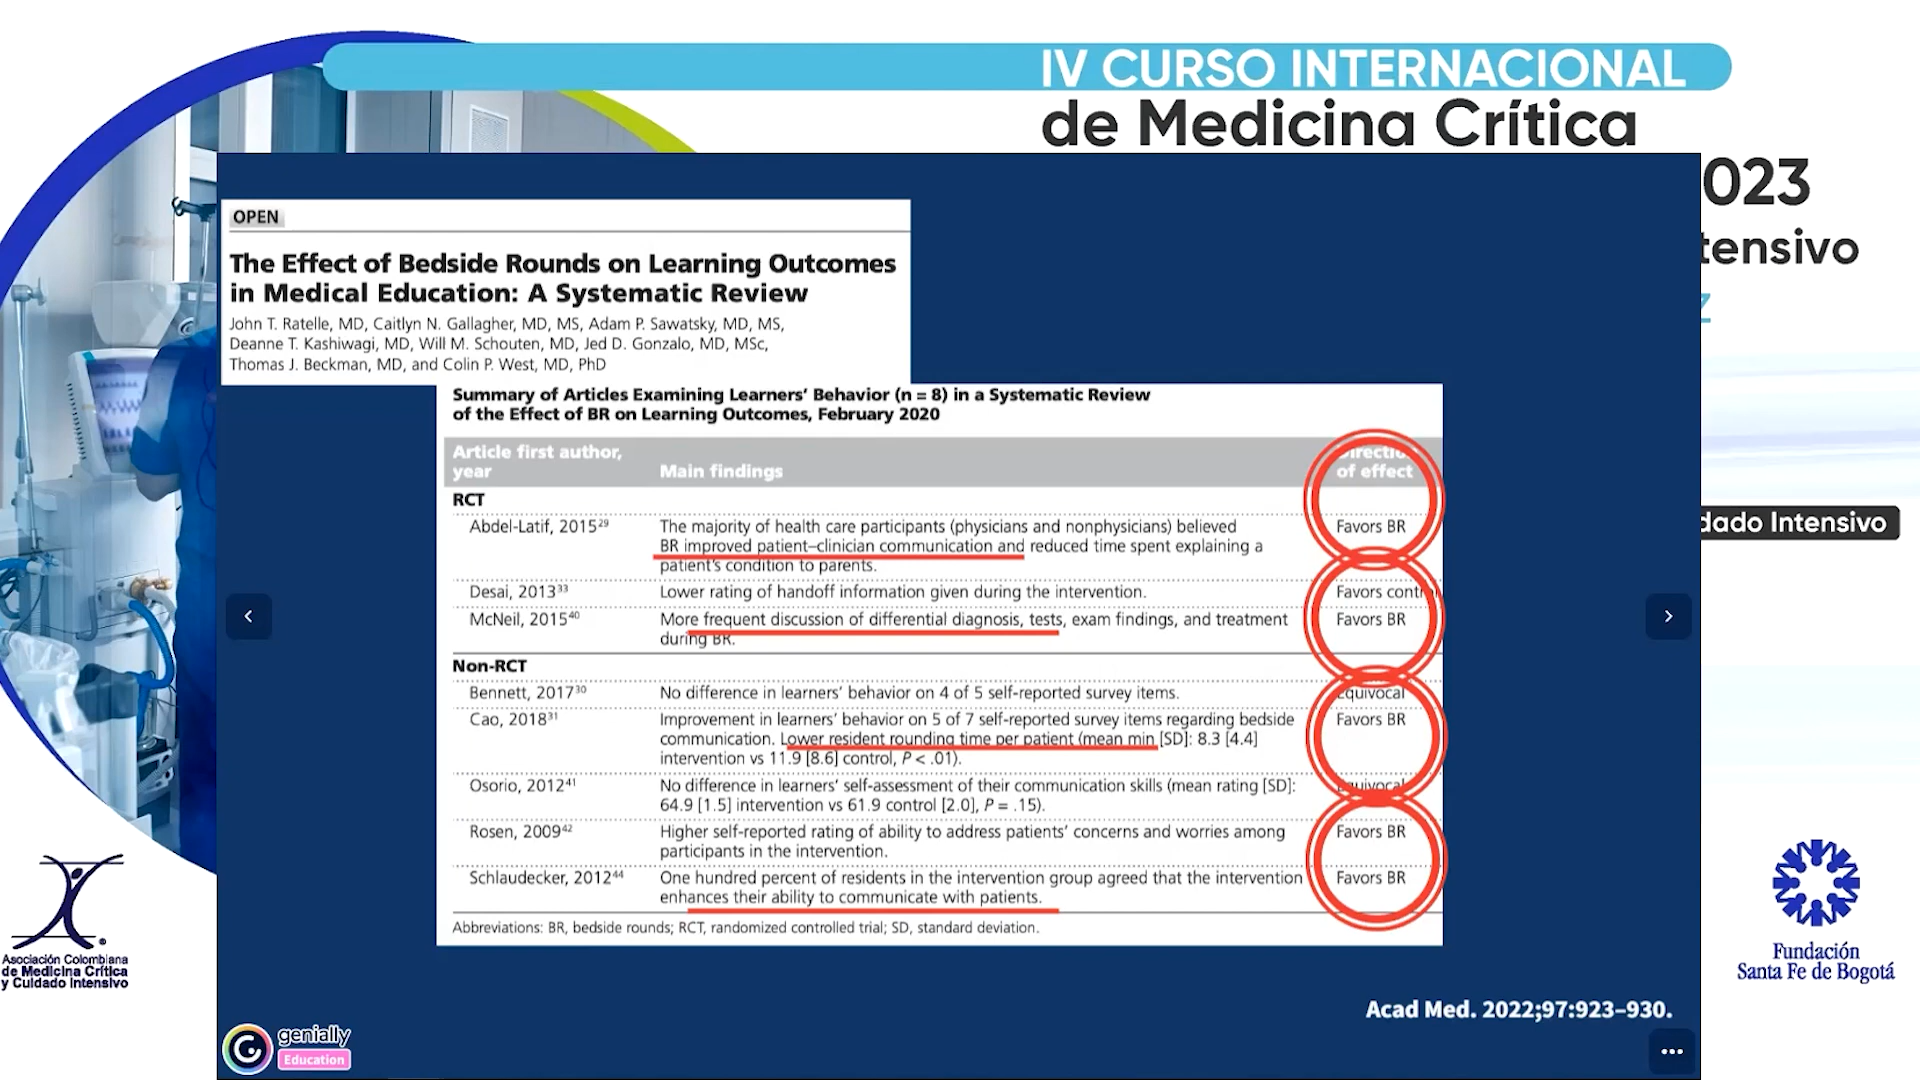 IV CURSO INTERNACIONAL
de Medicina Crítica
023
tensivo
z
dado Intensivo
OPEN
The Effect of Bedside Rounds on Learning Outcomes
in Medical Education: A Systematic Review
John T. Ratelle, MD, Caitlyn N. Gallagher, MD, MS, Adam P. Sawatsky, MD, MS,
Deanne T. Kashiwagi, MD, Will M. Schouten, MD, Jed D. Gonzalo, MD, MSc,
Thomas J. Beckman, MD, and Colin P. West, MD, PhD
Summary of Articles Examining Learners’ Behavior (n = 8) in a Systematic Review
of the Effect of BR on Learning Outcomes, February 2020
Article first author,
year
Main findings
of effect
RCT
Abdel-Latif, 2015²⁹
The majority of health care participants (physicians and nonphysicians) believed
BR improved patient–clinician communication and reduced time spent explaining a
patient’s condition to parents.
Favors BR
Desai, 2013³³
Lower rating of handoff information given during the intervention.
Favors control
McNeil, 2015⁴⁰
More frequent discussion of differential diagnosis, tests, exam findings, and treatment
during BR.
Favors BR
Non-RCT
Bennett, 2017³⁰
No difference in learners’ behavior on 4 of 5 self-reported survey items.
Equivocal
Cao, 2018³¹
Improvement in learners’ behavior on 5 of 7 self-reported survey items regarding bedside
communication. Lower resident rounding time per patient (mean min [SD]: 8.3 [4.4]
intervention vs 11.9 [8.6] control, P < .01).
Favors BR
Osorio, 2012⁴¹
No difference in learners’ self-assessment of their communication skills (mean rating [SD]:
64.9 [1.5] intervention vs 61.9 control [2.0], P = .15).
Equivocal
Rosen, 2009⁴²
Higher self-reported rating of ability to address patients’ concerns and worries among
participants in the intervention.
Favors BR
Schlaudecker, 2012⁴⁴
One hundred percent of residents in the intervention group agreed that the intervention
enhances their ability to communicate with patients.
Favors BR
Abbreviations: BR, bedside rounds; RCT, randomized controlled trial; SD, standard deviation.
Acad Med. 2022;97:923–930.
genially
Education
Asociación Colombiana
de Medicina Crítica
y Cuidado Intensivo
Fundación
Santa Fe de Bogotá